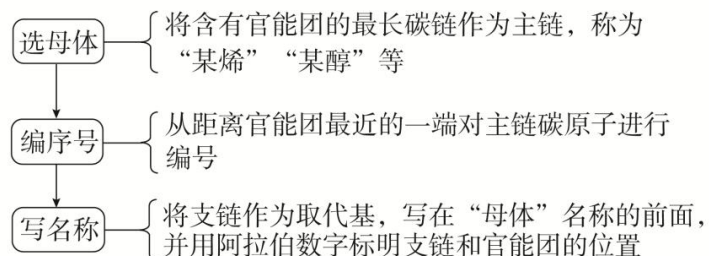 选母体
将含有官能团的最长碳链作为主链，称为
“某烯”“某醇”等
编序号
从距离官能团最近的一端对主链碳原子进行
编号
写名称
将支链作为取代基，写在“母体”名称的前面，
并用阿拉伯数字标明支链和官能团的位置